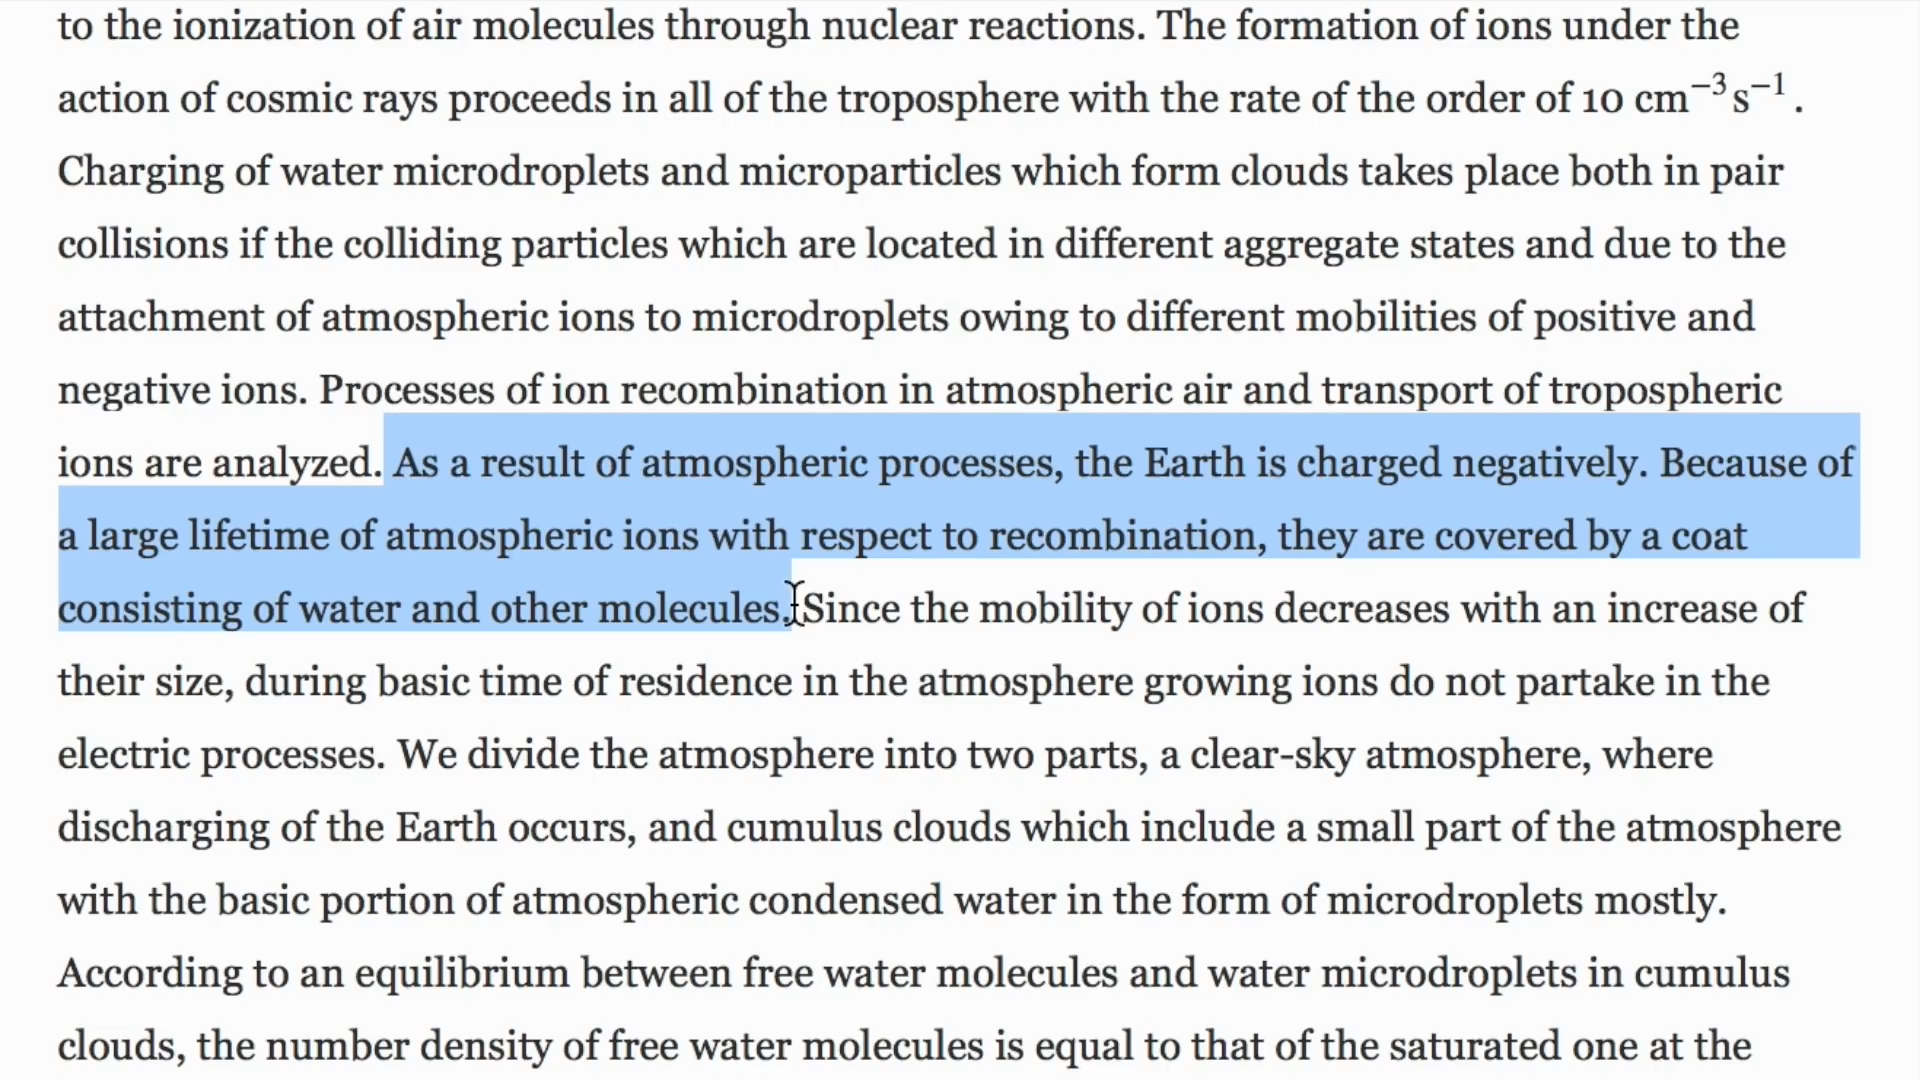 to the ionization of air molecules through nuclear reactions. The formation of ions under the
action of cosmic rays proceeds in all of the troposphere with the rate of the order of 10 cm⁻³s⁻¹.
Charging of water microdroplets and microparticles which form clouds takes place both in pair
collisions if the colliding particles which are located in different aggregate states and due to the
attachment of atmospheric ions to microdroplets owing to different mobilities of positive and
negative ions. Processes of ion recombination in atmospheric air and transport of tropospheric
ions are analyzed. As a result of atmospheric processes, the Earth is charged negatively. Because of
a large lifetime of atmospheric ions with respect to recombination, they are covered by a coat
consisting of water and other molecules. Since the mobility of ions decreases with an increase of
their size, during basic time of residence in the atmosphere growing ions do not partake in the
electric processes. We divide the atmosphere into two parts, a clear-sky atmosphere, where
discharging of the Earth occurs, and cumulus clouds which include a small part of the atmosphere
with the basic portion of atmospheric condensed water in the form of microdroplets mostly.
According to an equilibrium between free water molecules and water microdroplets in cumulus
clouds, the number density of free water molecules is equal to that of the saturated one at the